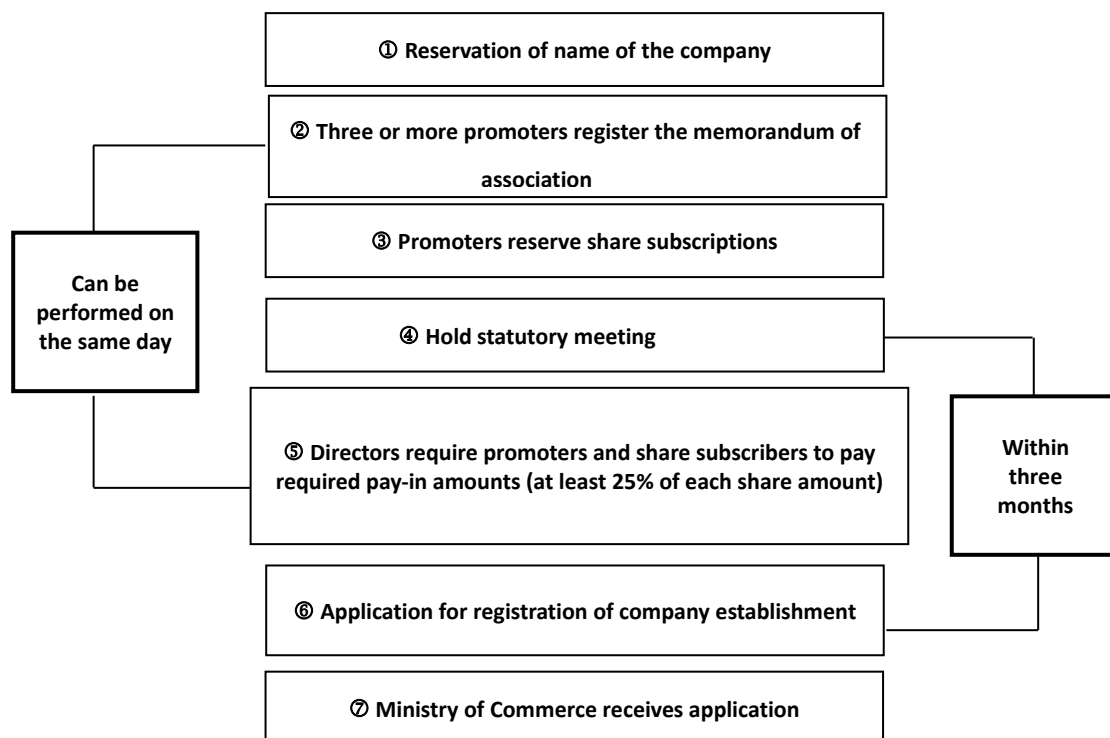 ① Reservation of name of the company
② Three or more promoters register the memorandum of
association
③ Promoters reserve share subscriptions
Can be
performed on
the same day
④ Hold statutory meeting
⑤ Directors require promoters and share subscribers to pay
required pay-in amounts (at least 25% of each share amount)
Within
three
months
⑥ Application for registration of company establishment
⑦ Ministry of Commerce receives application